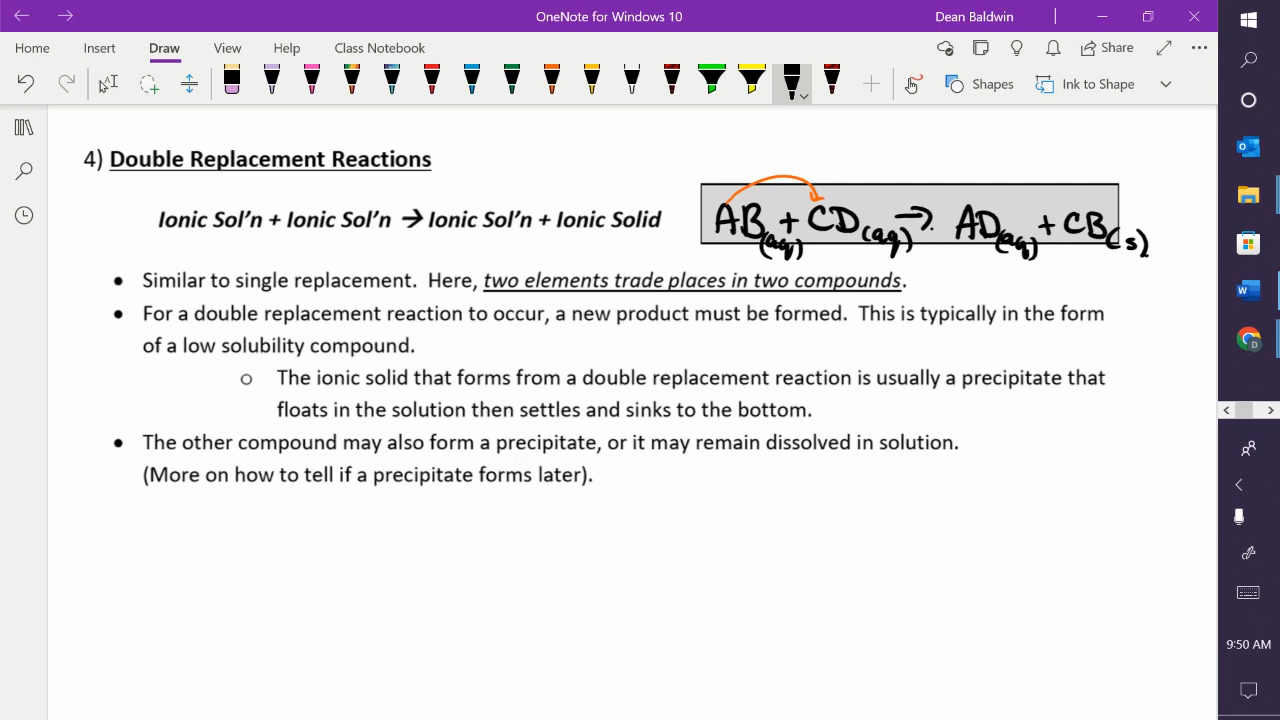 OneNote for Windows 10
Dean Baldwin
Home Insert Draw View Help Class Notebook
Share
Shapes
Ink to Shape
4) Double Replacement Reactions
Ionic Sol'n + Ionic Sol'n → Ionic Sol'n + Ionic Solid
AB(aq) + CD(aq) → AD(aq) + CB(s)
• Similar to single replacement. Here, two elements trade places in two compounds.
• For a double replacement reaction to occur, a new product must be formed. This is typically in the form
of a low solubility compound.
o The ionic solid that forms from a double replacement reaction is usually a precipitate that
floats in the solution then settles and sinks to the bottom.
• The other compound may also form a precipitate, or it may remain dissolved in solution.
(More on how to tell if a precipitate forms later).
9:50 AM